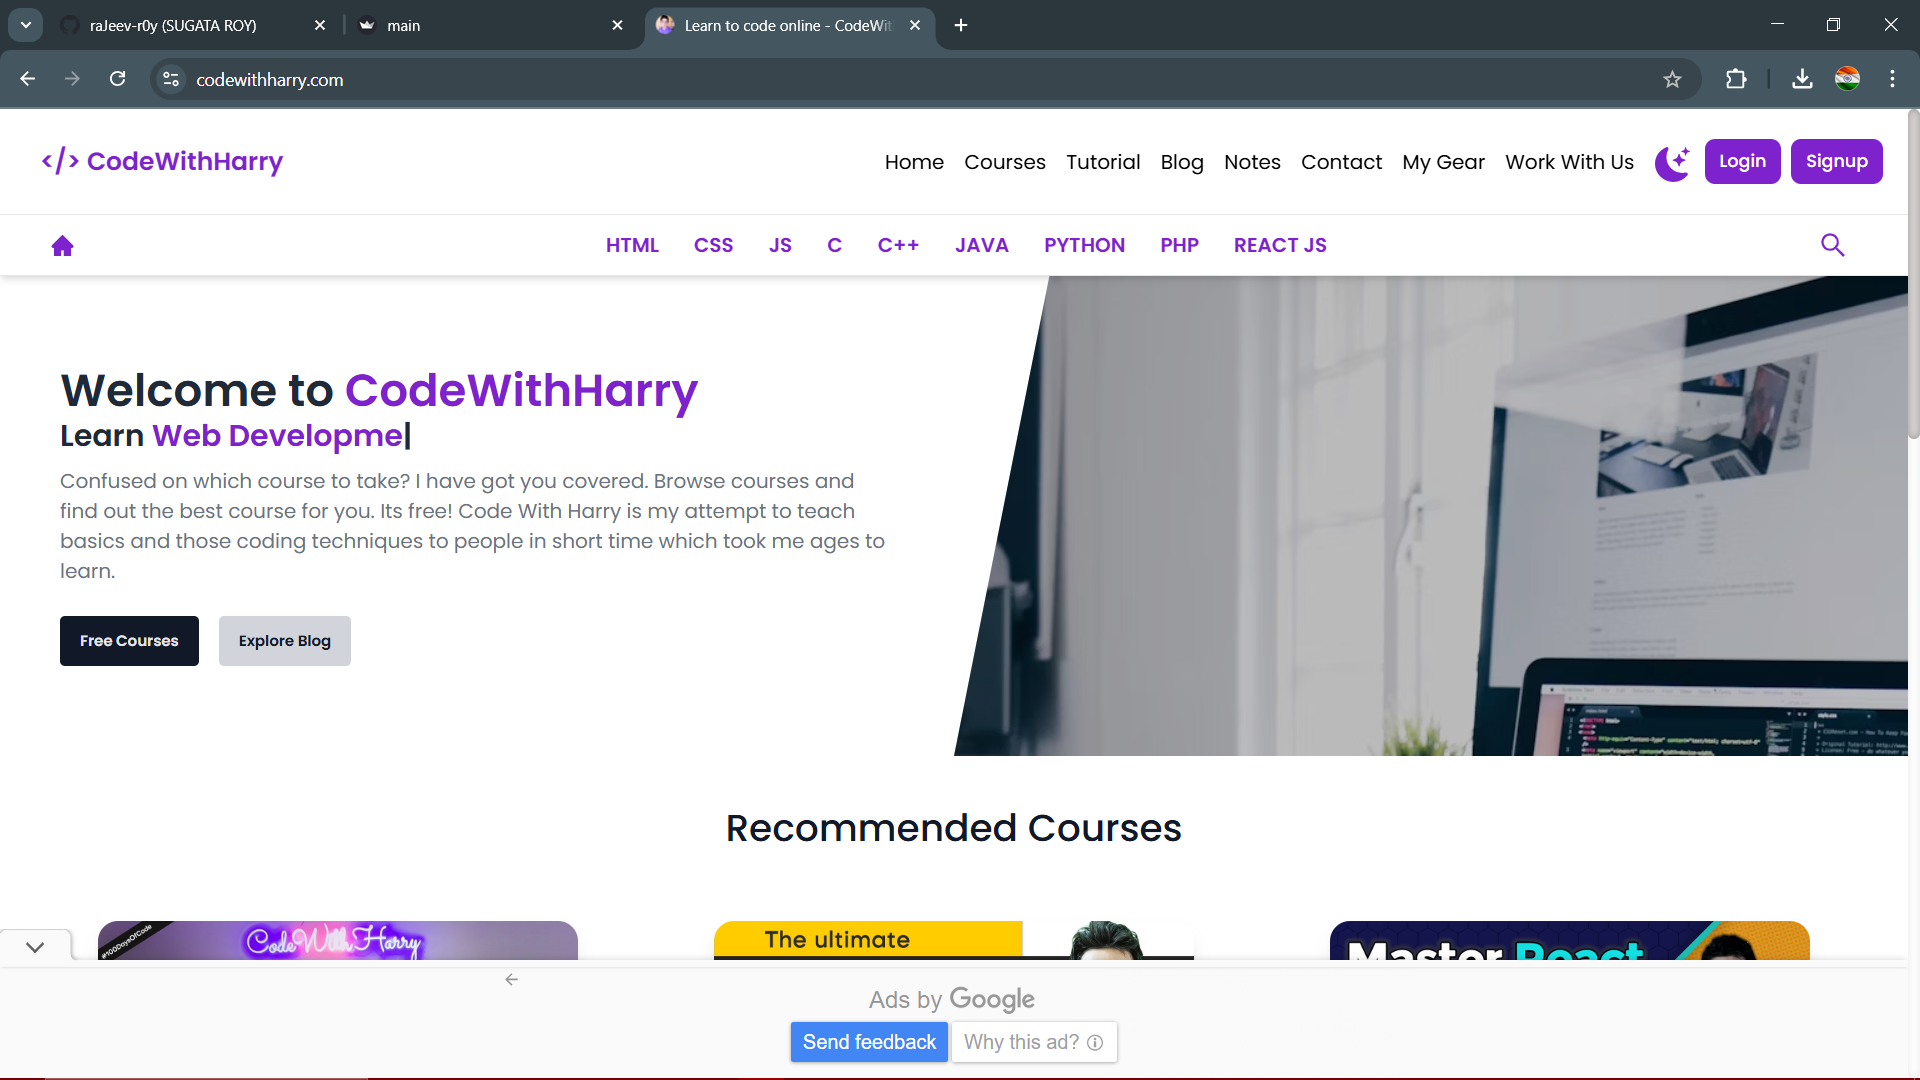 raJeev-r0y (SUGATA ROY)
main
Learn to code online - CodeWit
codewithharry.com
</> CodeWithHarry
Home Courses Tutorial Blog Notes Contact My Gear Work With Us Login Signup
HTML CSS JS C C++ JAVA PYTHON PHP REACT JS
Welcome to CodeWithHarry
Learn Web Developme|
Confused on which course to take? I have got you covered. Browse courses and
find out the best course for you. Its free! Code With Harry is my attempt to teach
basics and those coding techniques to people in short time which took me ages to
learn.
Free Courses Explore Blog
Recommended Courses
#100DaysOfCode
CodeWithHarry
The ultimate
Master React
Ads by Google
Send feedback Why this ad?